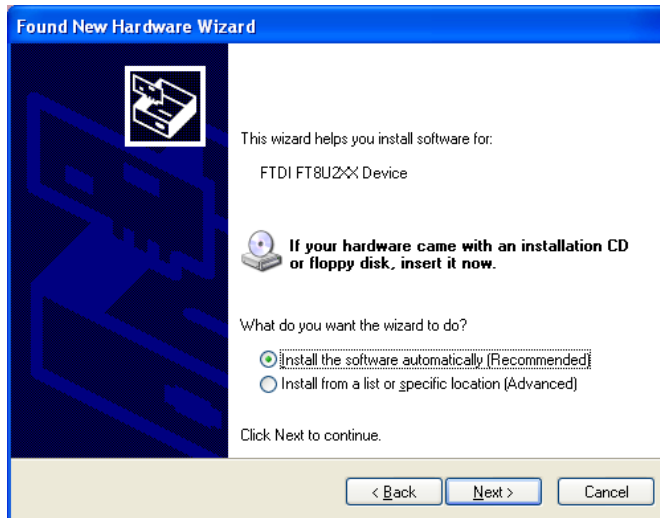 Found New Hardware Wizard
This wizard helps you install software for:
FTDI FT8U2XX Device
If your hardware came with an installation CD
or floppy disk, insert it now.
What do you want the wizard to do?
Install the software automatically (Recommended)
Install from a list or specific location (Advanced)
Click Next to continue.
< Back
Next >
Cancel